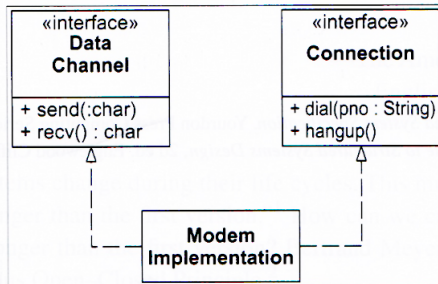 «interface»
Data
Channel
+ send(:char)
+ recv() : char
«interface»
Connection
+ dial(pno : String)
+ hangup()
Modem
Implementation